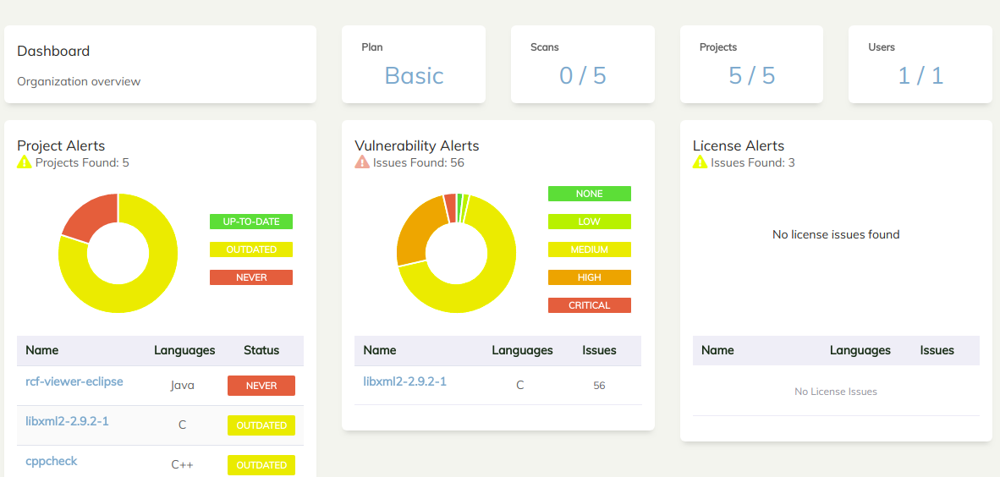 Dashboard
Organization overview
Plan
Basic
Scans
0 / 5
Projects
5 / 5
Users
1 / 1
Project Alerts
Projects Found: 5
UP-TO-DATE
OUTDATED
NEVER
Name Languages Status
rcf-viewer-eclipse Java NEVER
libxml2-2.9.2-1 C OUTDATED
cppcheck C++ OUTDATED
Vulnerability Alerts
Issues Found: 56
NONE
LOW
MEDIUM
HIGH
CRITICAL
Name Languages Issues
libxml2-2.9.2-1 C 56
License Alerts
Issues Found: 3
No license issues found
Name Languages Issues
No License Issues